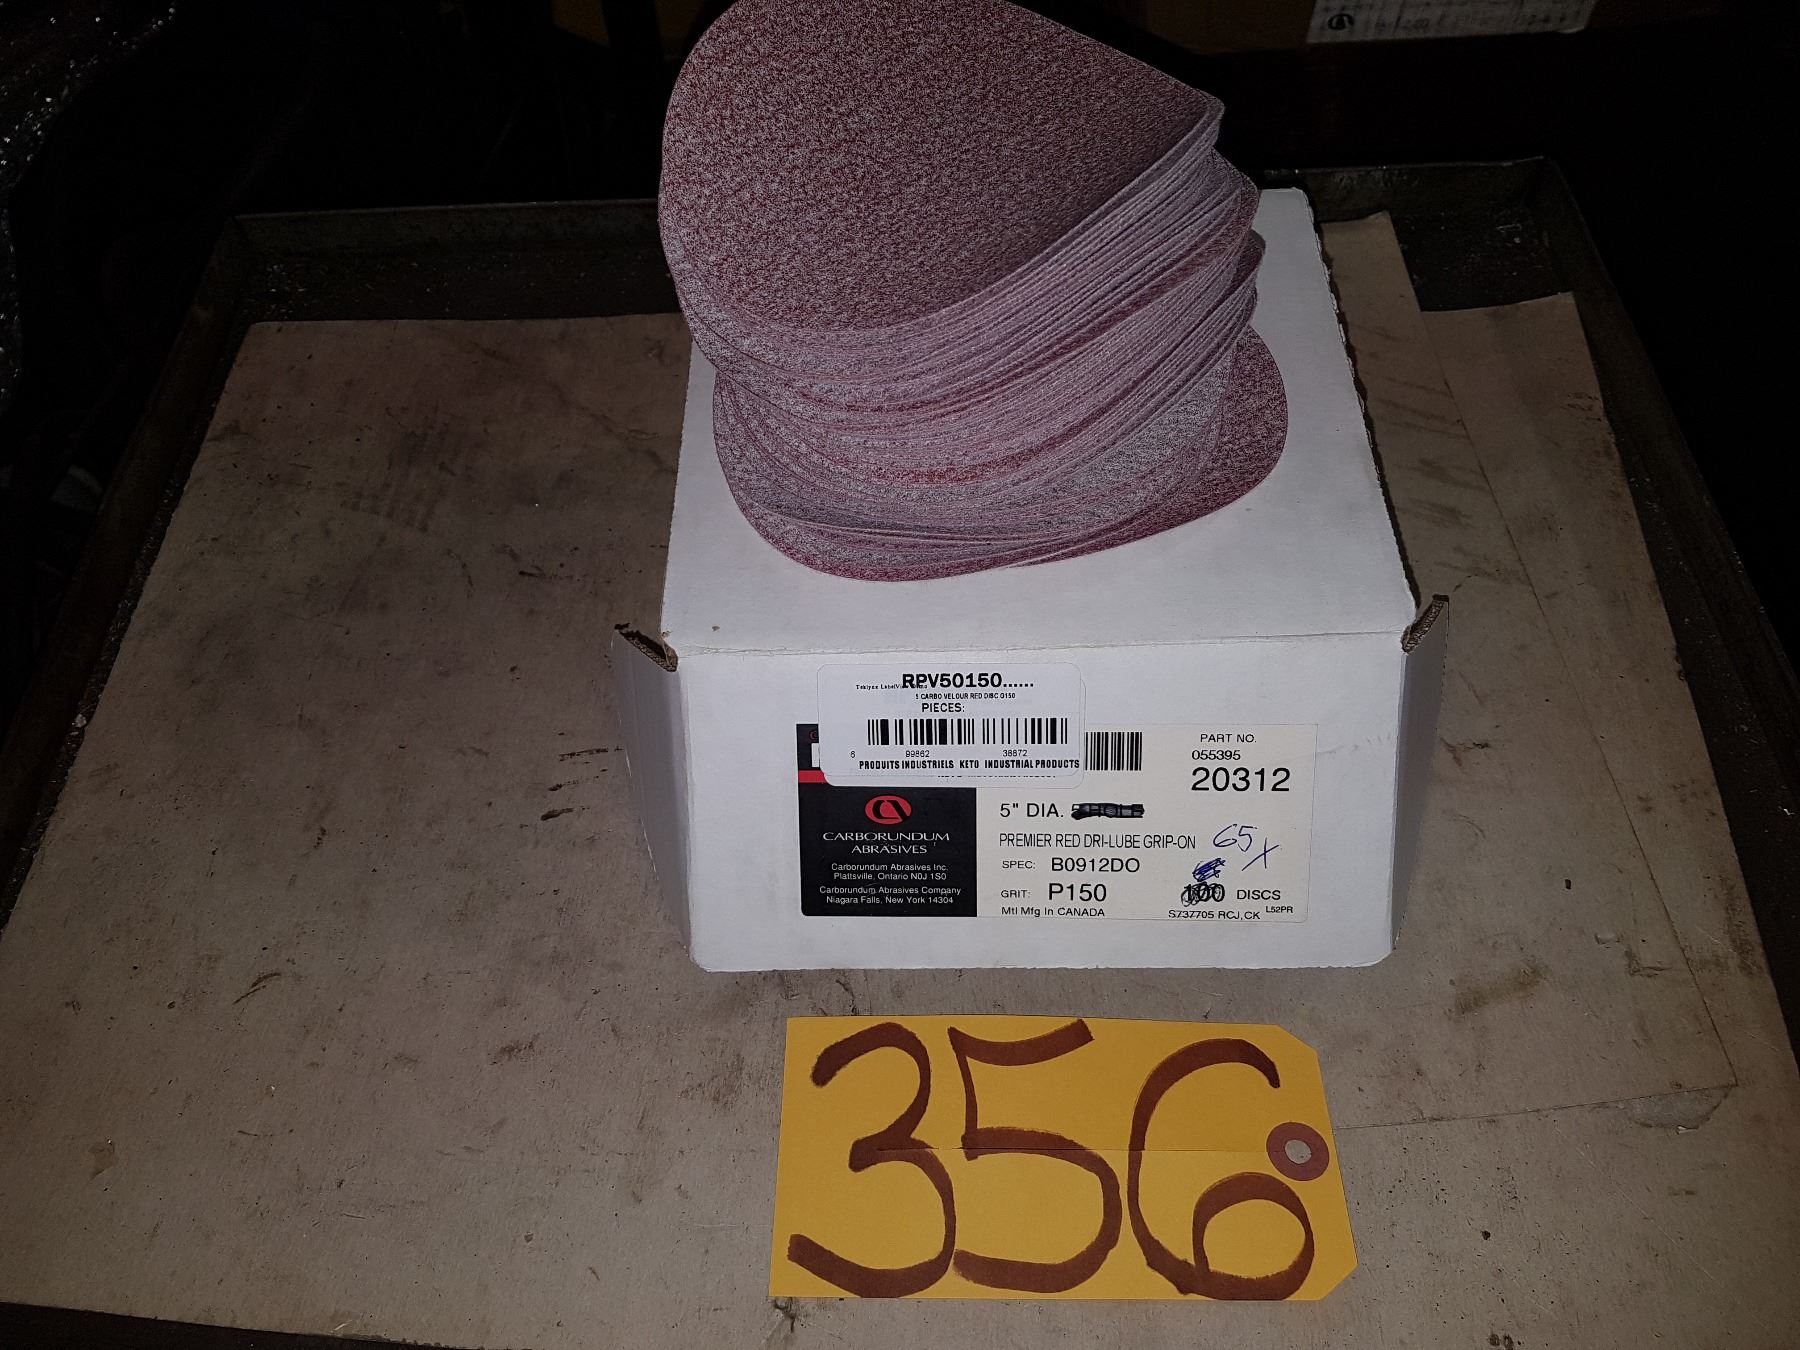 RPV50150......
5 CARBO VELOUR RED DISC G150
PIECES:
6 99862 38872
PRODUITS INDUSTRIELS KETO INDUSTRIAL PRODUCTS
PART NO.
055395
20312
5" DIA.
PREMIER RED DRI-LUBE GRIP-ON 65 X
SPEC: B0912DO
GRIT: P150 100 DISCS
Mtl Mfg In CANADA S737705 RCJ,CK L52PR
CARBORUNDUM
ABRASIVES
Carborundum Abrasives Inc.
Plattsville, Ontario N0J 1S0
Carborundum Abrasives Company
Niagara Falls, New York 14304
356